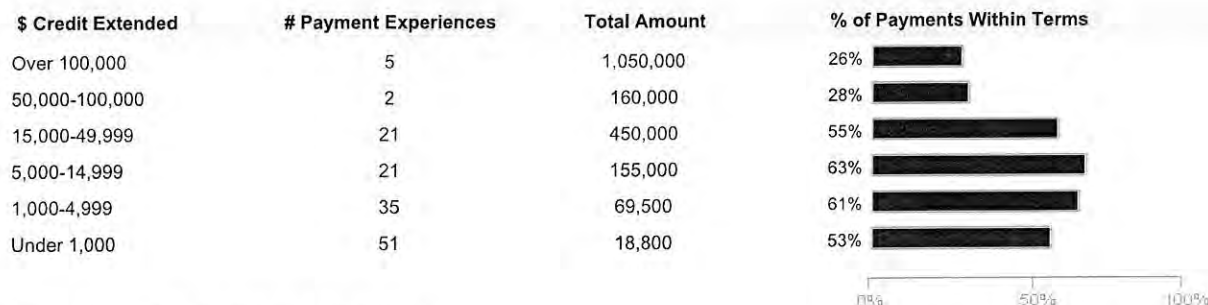 $ Credit Extended # Payment Experiences Total Amount % of Payments Within Terms
Over 100,000 5 1,050,000 26%
50,000-100,000 2 160,000 28%
15,000-49,999 21 450,000 55%
5,000-14,999 21 155,000 63%
1,000-4,999 35 69,500 61%
Under 1,000 51 18,800 53%
0% 50% 100%